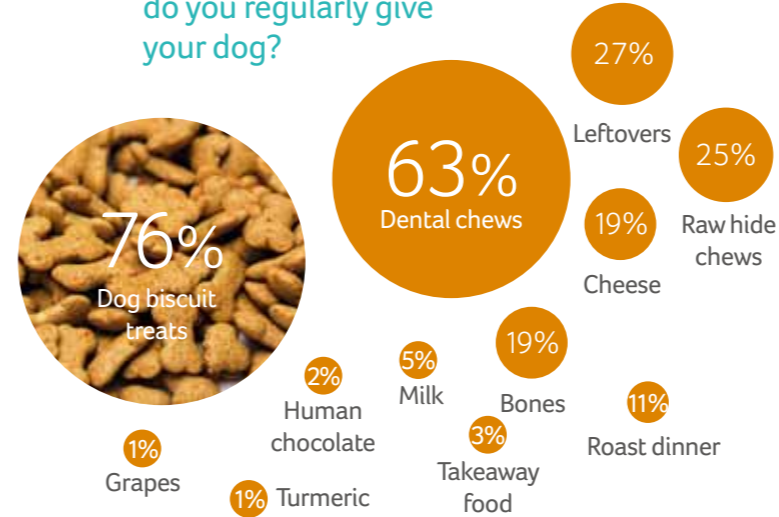 do you regularly give
your dog?
27%
Leftovers
63%
Dental chews
25%
Raw hide
chews
76%
Dog biscuit
treats
19%
Cheese
19%
Bones
5%
Milk
2%
Human
chocolate
11%
Roast dinner
3%
Takeaway
food
1%
Grapes
1% Turmeric